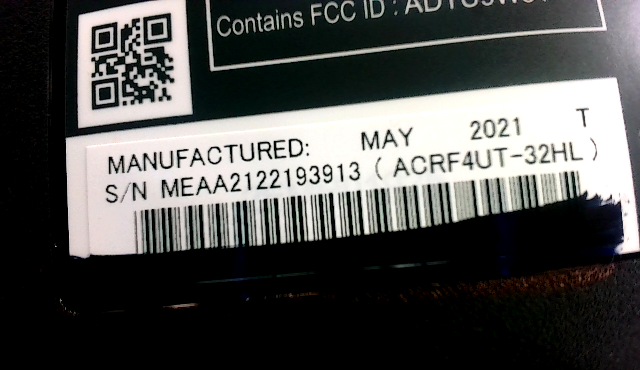 Contains FCC ID :
MANUFACTURED: MAY 2021 T
S/N MEAA2122193913 ( ACRF4UT-32HL )